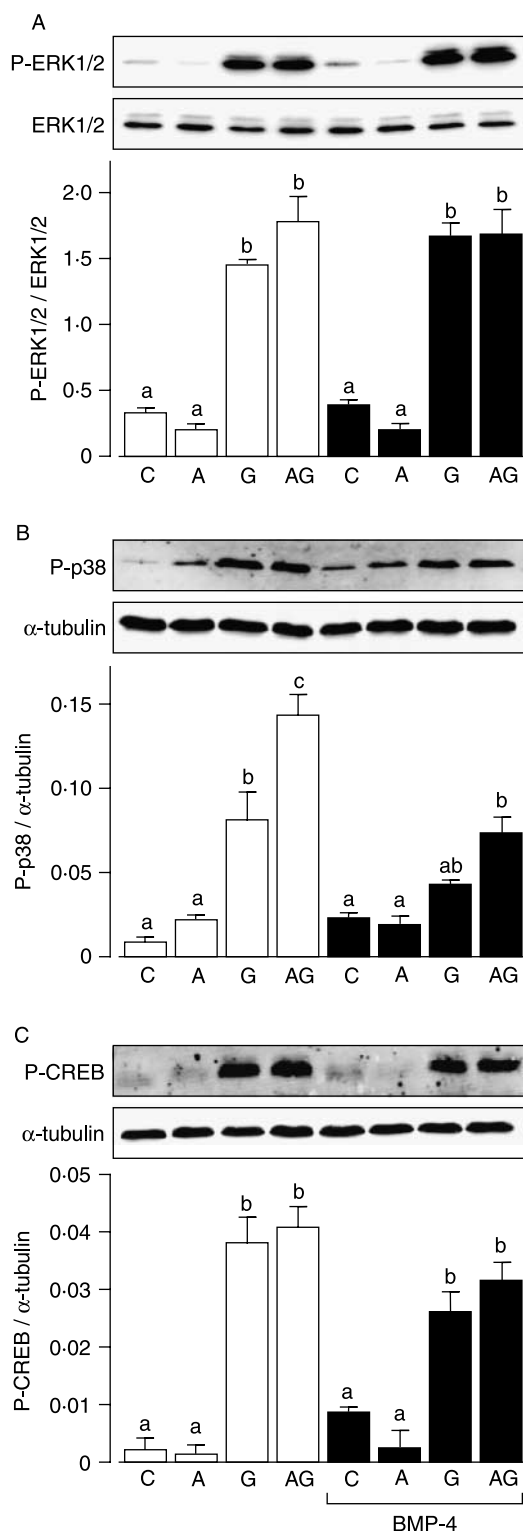 A
P-ERK1/2
ERK1/2
P-ERK1/2 / ERK1/2
2·0
1·5
1·0
0·5
0
a a b b a a b b
C A G AG C A G AG
B
P-p38
α-tubulin
P-p38 / α-tubulin
0·15
0·10
0·05
0
a a b c a a ab b
C A G AG C A G AG
C
P-CREB
α-tubulin
P-CREB / α-tubulin
0·05
0·04
0·03
0·02
0·01
0
a a b b a a b b
C A G AG C A G AG
BMP-4